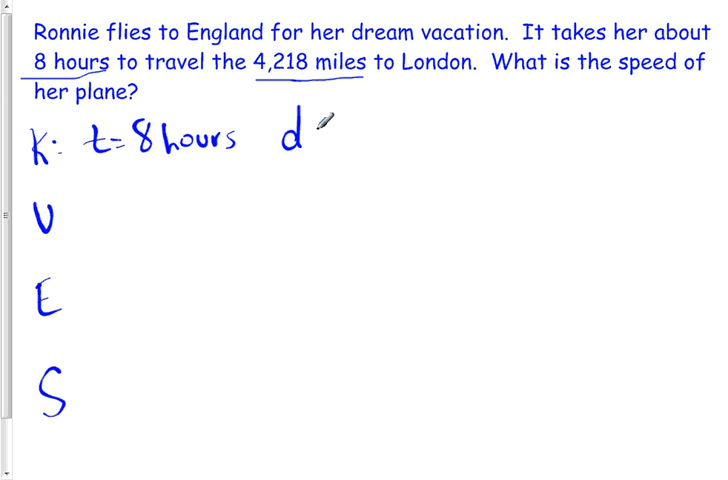 Ronnie flies to England for her dream vacation. It takes her about
8 hours to travel the 4,218 miles to London. What is the speed of
her plane?
K: t= 8 hours d
U
E
S